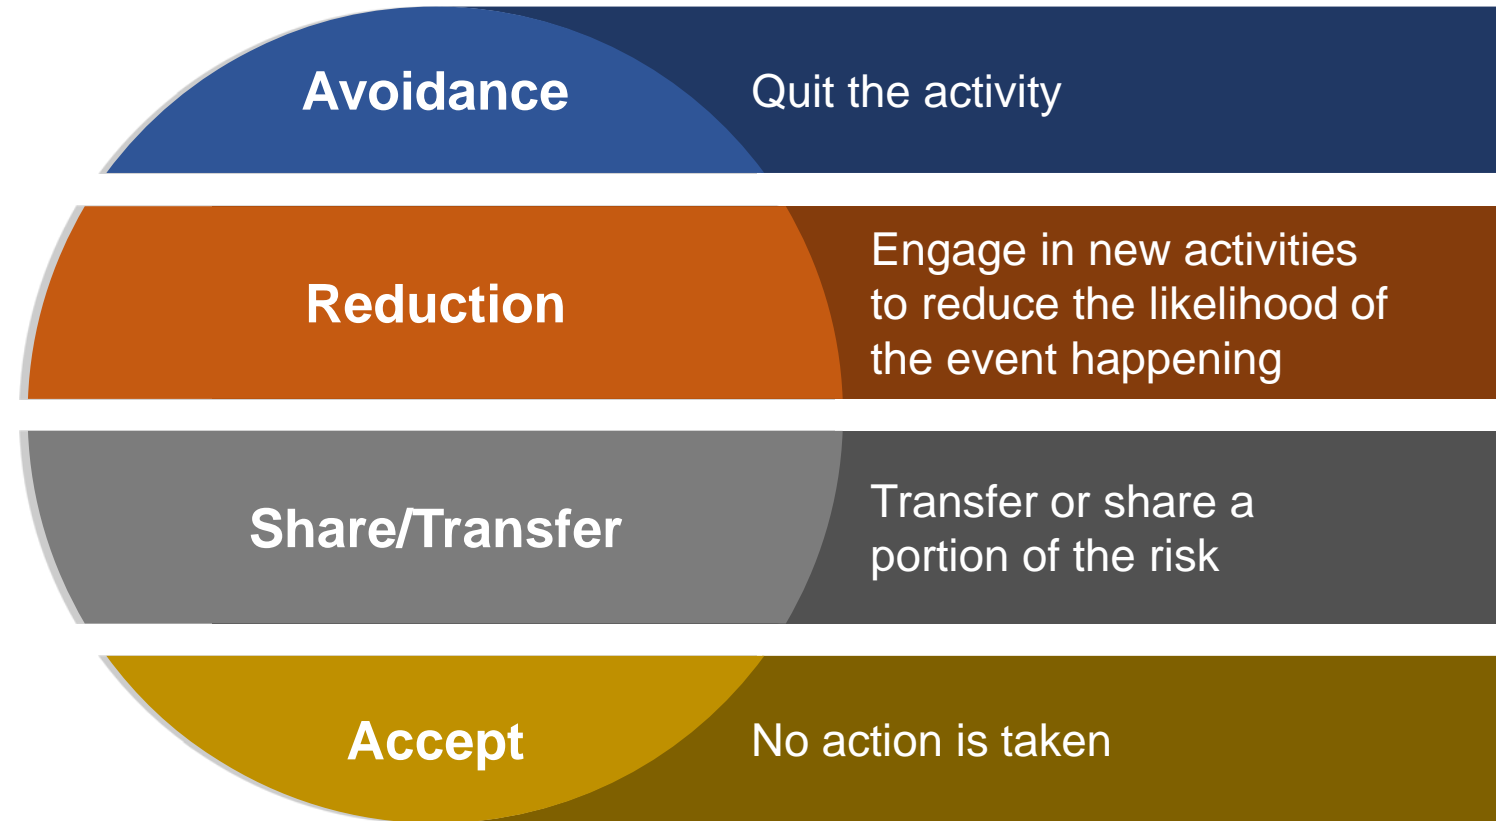 Avoidance
Quit the activity
Reduction
Engage in new activities
to reduce the likelihood of
the event happening
Share/Transfer
Transfer or share a
portion of the risk
Accept
No action is taken